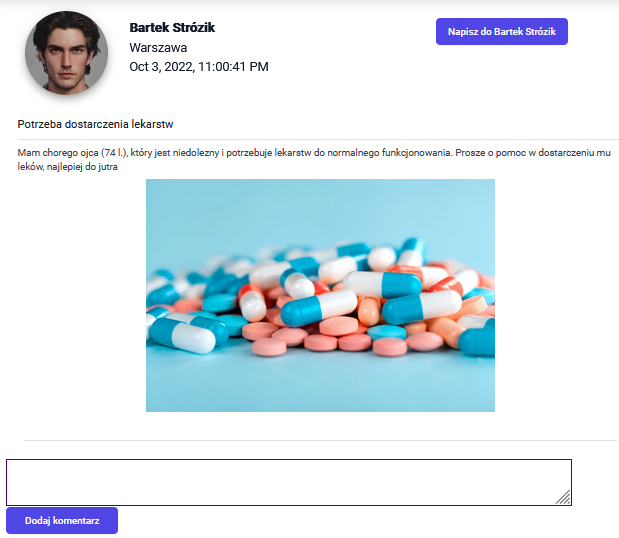 Bartek Strózik
Napisz do Bartek Strózik
Warszawa
Oct 3, 2022, 11:00:41 PM
Potrzeba dostarczenia lekarstw
Mam chorego ojca (74 l.), który jest niedolezny i potrzebuje lekarstw do normalnego funkcjonowania. Prosze o pomoc w dostarczeniu mu
leków, najlepiej do jutra
Dodaj komentarz